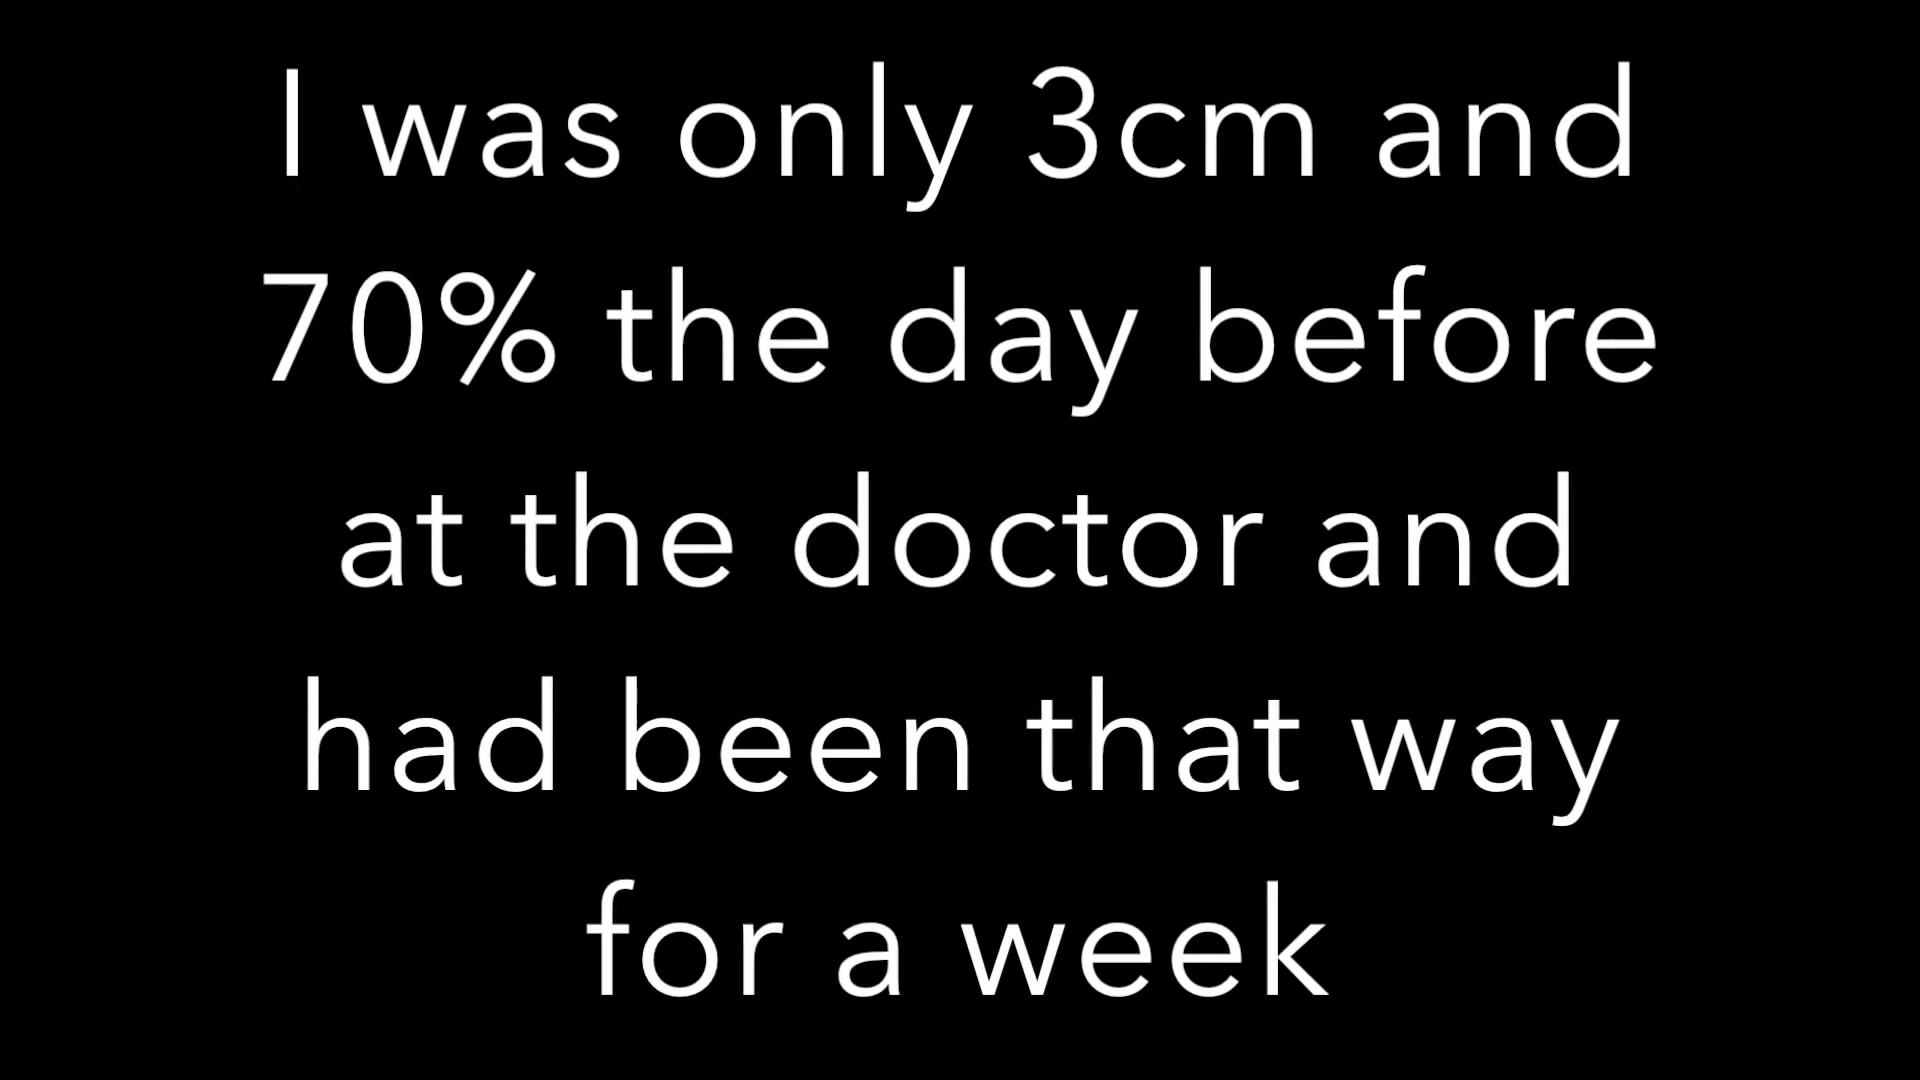 I was only 3cm and
70% the day before
at the doctor and
had been that way
for a week